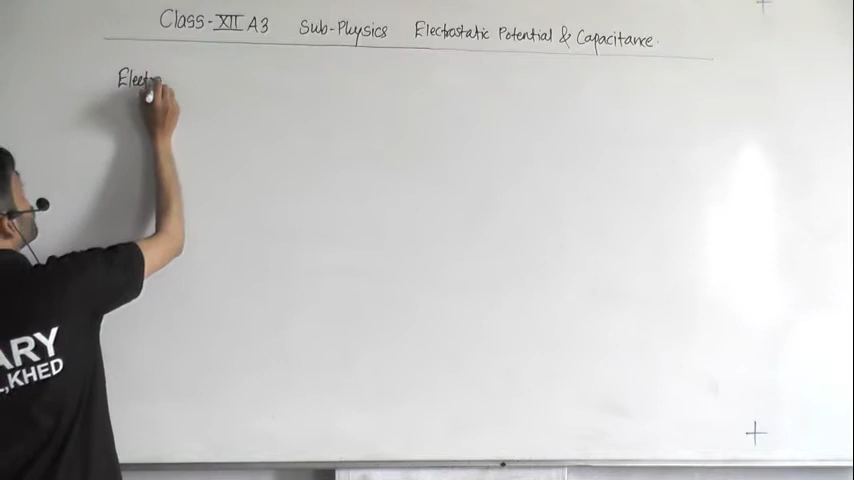 Class-XII A3 Sub-Physics Electrostatic Potential & Capacitance.
Elect
ARY
L,KHED